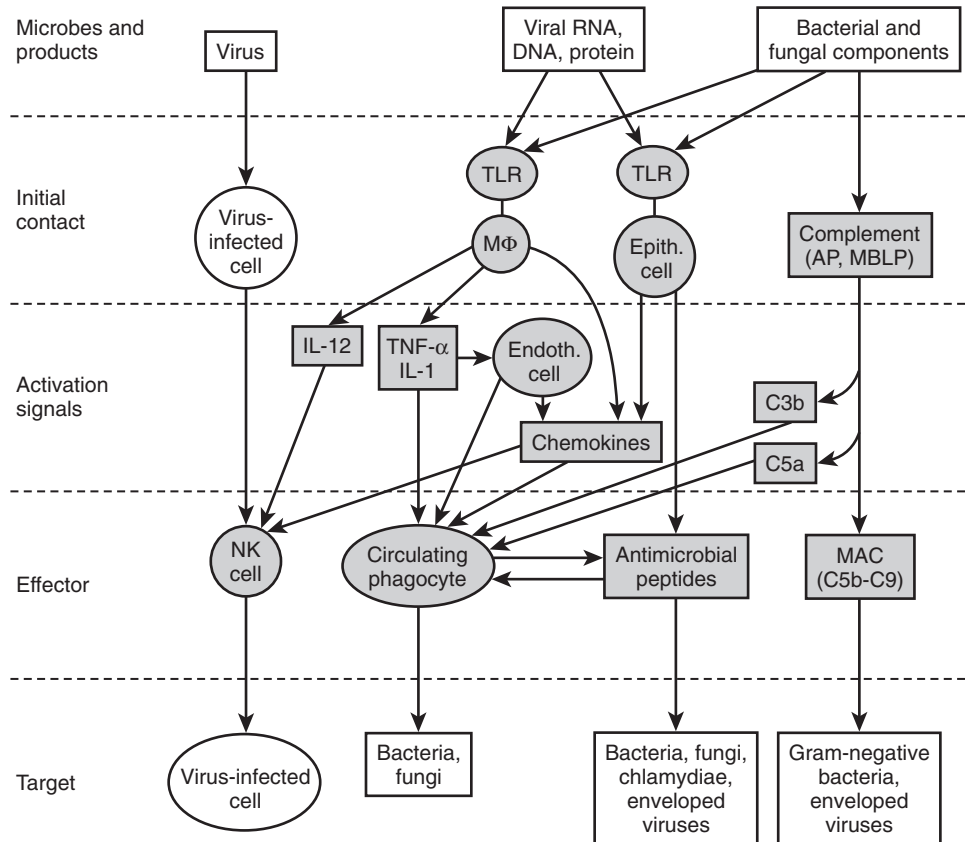 Microbes and
products
Virus
Viral RNA,
DNA, protein
Bacterial and
fungal components
Initial
contact
Virus-
infected
cell
TLR
TLR
MΦ
Epith.
cell
Complement
(AP, MBLP)
Activation
signals
IL-12
TNF-α
IL-1
Endoth.
cell
Chemokines
C3b
C5a
Effector
NK
cell
Circulating
phagocyte
Antimicrobial
peptides
MAC
(C5b-C9)
Target
Virus-infected
cell
Bacteria,
fungi
Bacteria, fungi,
chlamydiae,
enveloped
viruses
Gram-negative
bacteria,
enveloped
viruses